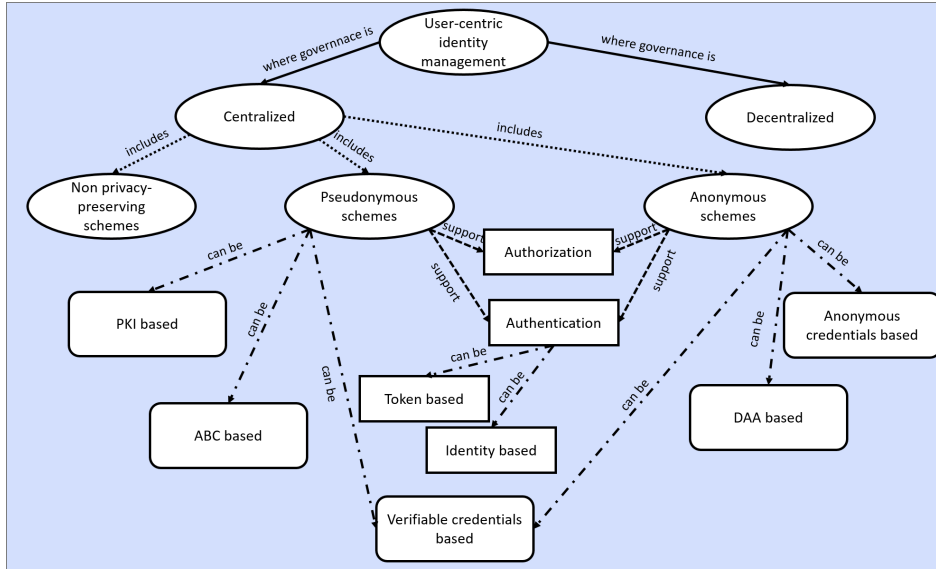 User-centric
identity
management
where governnace is
where governance is
Centralized
Decentralized
includes
includes
includes
Non privacy-
preserving
schemes
Pseudonymous
schemes
Anonymous
schemes
support
support
Authorization
can be
can be
support
support
PKI based
Authentication
Anonymous
credentials based
can be
can be
can be
can be
can be
can be
Token based
ABC based
DAA based
Identity based
Verifiable credentials
based